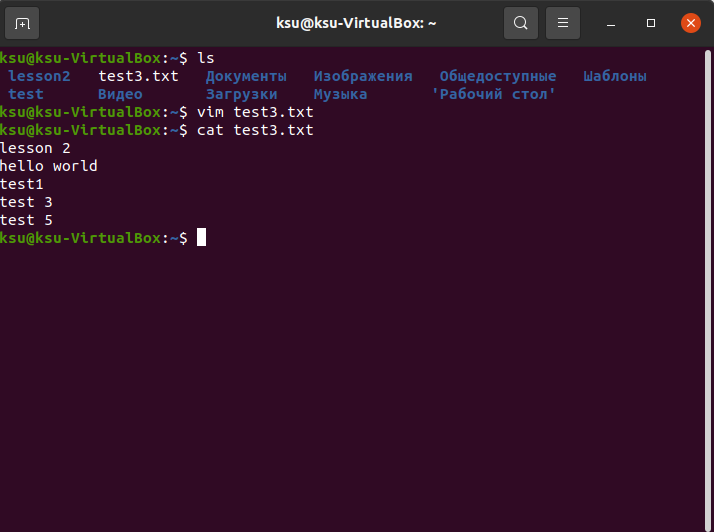 ksu@ksu-VirtualBox: ~
ksu@ksu-VirtualBox:~$ ls
lesson2 test3.txt Документы Изображения Общедоступные Шаблоны
test Видео Загрузки Музыка 'Рабочий стол'
ksu@ksu-VirtualBox:~$ vim test3.txt
ksu@ksu-VirtualBox:~$ cat test3.txt
lesson 2
hello world
test1
test 3
test 5
ksu@ksu-VirtualBox:~$